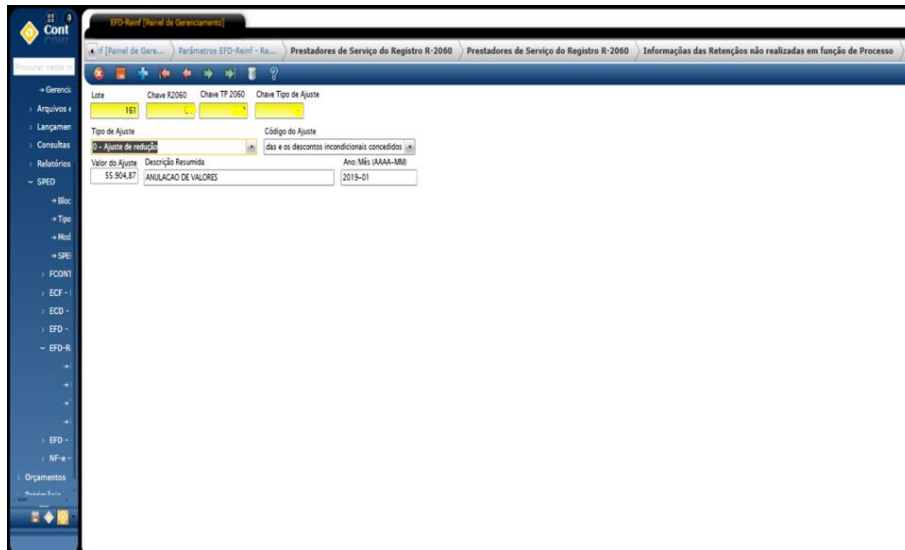 Cont
EFD-Reinf [Painel de Gerenciamento]
nf [Painel de Gere... Parâmetros EFD-Reinf - Re... Prestadores de Serviço do Registro R-2060 Prestadores de Serviço do Registro R-2060 Informações das Retenções não realizadas em função de Processo
Procurar neste m
Gerencia
Arquivos e
Lançamen
Consultas
Relatórios
SPED
Bloc
Tipo
Mod
SPE
FCONT
ECF -
ECD -
EFD -
EFD-R
EFD -
NF-e -
Orçamentos
Lote Chave R2060 Chave TP 2060 Chave Tipo de Ajuste
161
Tipo de Ajuste Código do Ajuste
0 - Ajuste de redução das e os descontos incondicionais concedidos
Valor do Ajuste Descrição Resumida Ano/Mês (AAAA-MM)
55.904,87 ANULACAO DE VALORES 2019-01